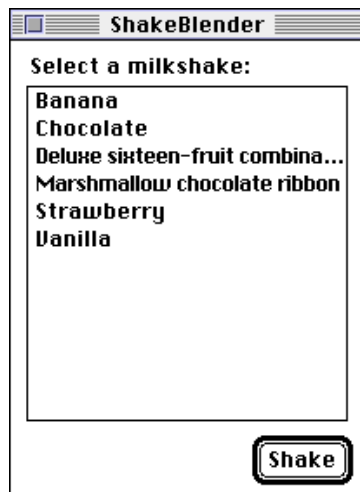 ShakeBlender
Select a milkshake:
Banana
Chocolate
Deluxe sixteen-fruit combina...
Marshmallow chocolate ribbon
Strawberry
Vanilla
Shake